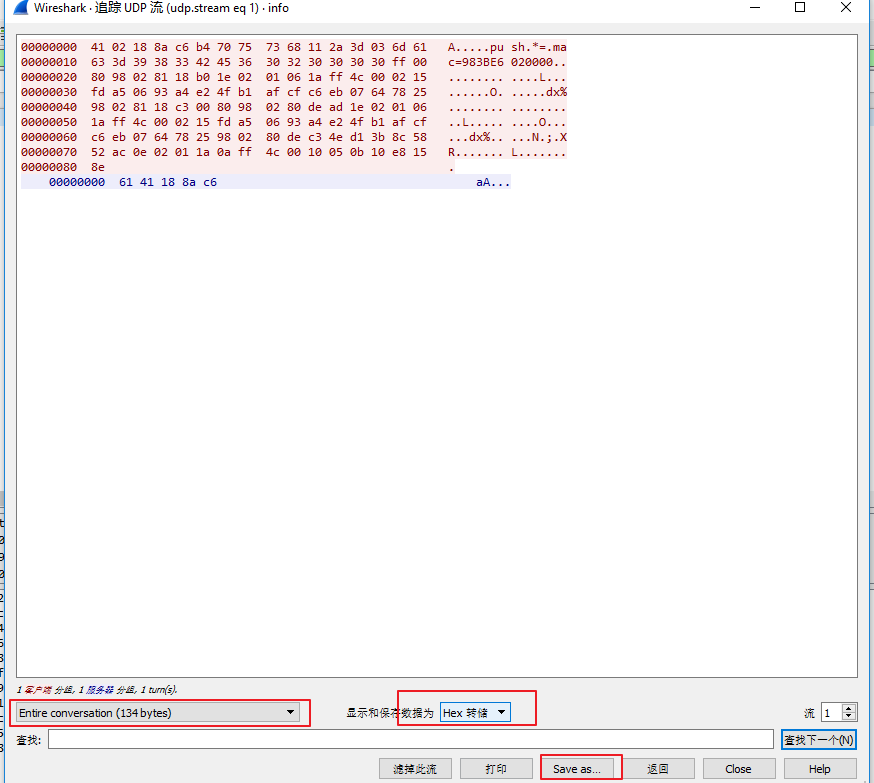 Wireshark · 追踪 UDP 流 (udp.stream eq 1) · info
00000000 41 02 18 8a c6 b4 70 75 73 68 11 2a 3d 03 6d 61 A.....pu sh.*=.ma
00000010 63 3d 39 38 33 42 45 36 30 32 30 30 30 30 ff 00 c=983BE6 020000..
00000020 80 98 02 81 18 b0 1e 02 01 06 1a ff 4c 00 02 15 ........ ....L...
00000030 fd a5 06 93 a4 e2 4f b1 af cf c6 eb 07 64 78 25 ......O. .....dx%
00000040 98 02 81 18 c3 00 80 98 02 80 de ad 1e 02 01 06 ........ ........
00000050 1a ff 4c 00 02 15 fd a5 06 93 a4 e2 4f b1 af cf ..L..... ....O...
00000060 c6 eb 07 64 78 25 98 02 80 de c3 4e d1 3b 8c 58 ...dx%.. ...N.;.X
00000070 52 ac 0e 02 01 1a 0a ff 4c 00 10 05 0b 10 e8 15 R....... L.......
00000080 8e .
00000000 61 41 18 8a c6 aA...
1 客户端 分组, 1 服务器 分组, 1 turn(s).
Entire conversation (134 bytes) 显示和保存数据为 Hex 转储 流 1
查找: 查找下一个(N)
滤掉此流 打印 Save as... 返回 Close Help